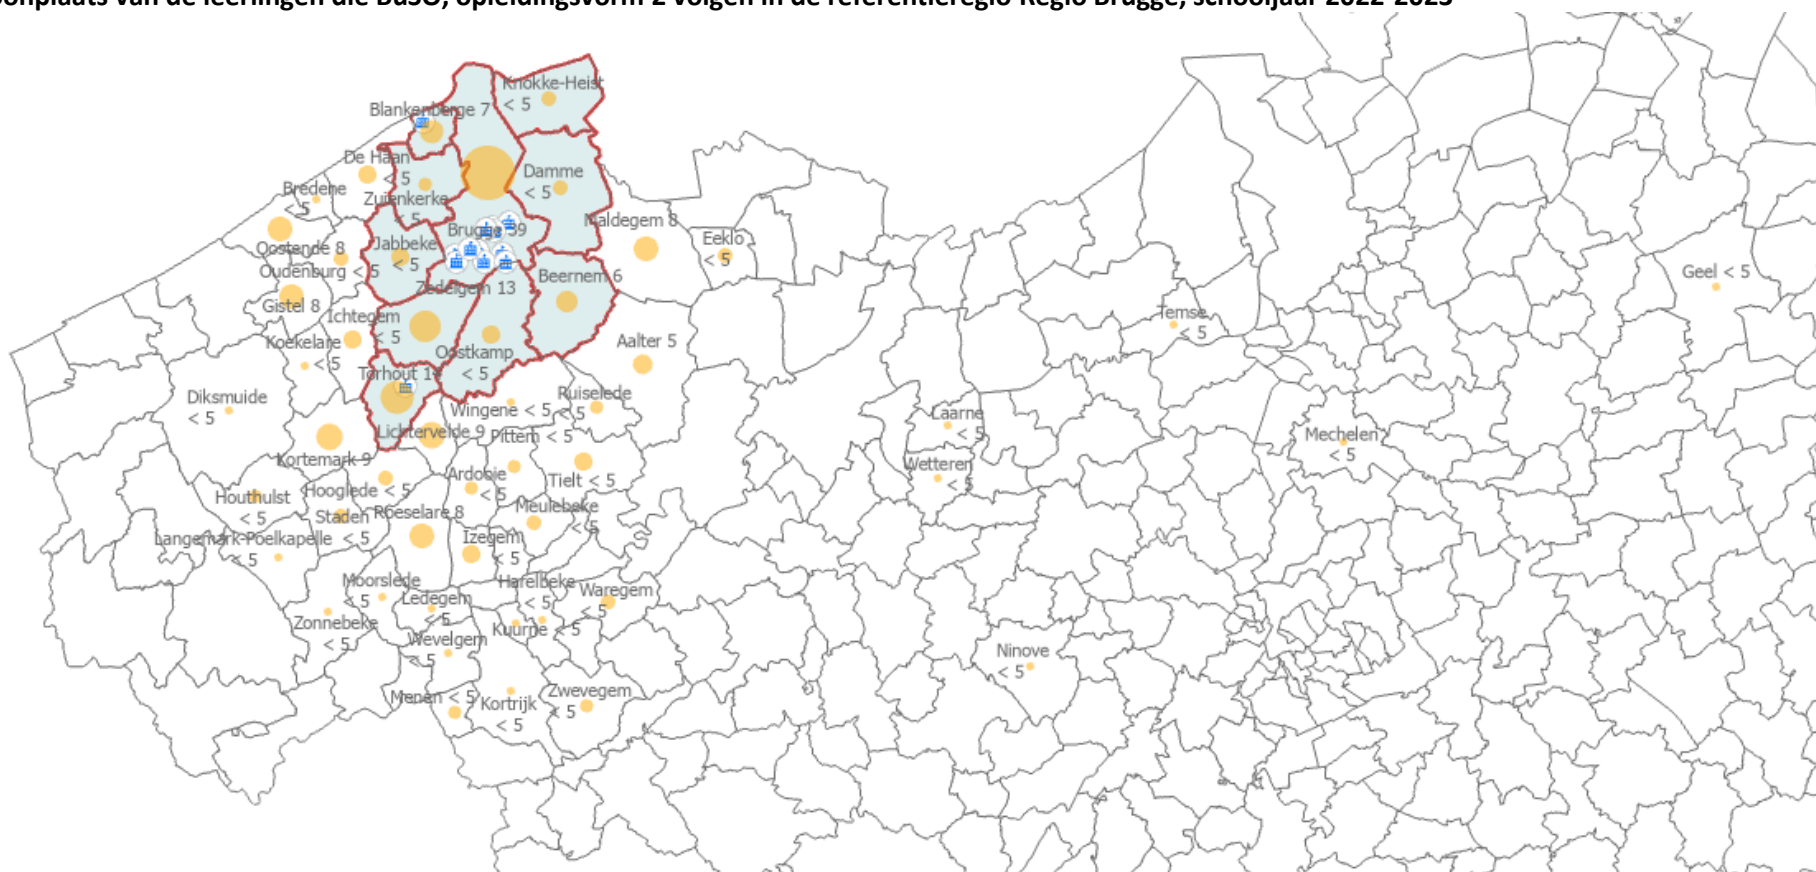 van de leerlingen die BuSO, opleidingsvorm 2 volgen in de referentieregio Regio Brugge, schooljaar 2022-2023
Knokke-Heist
< 5
Blankenberge 7
De Haan
< 5
Damme
< 5
Bredene
< 5
Zuienkerke
< 5
Maldegem 8
Brugge 39
Eeklo
< 5
Jabbeke
< 5
Oostende 8
Oudenburg < 5
Beernem 6
Geel < 5
Zedelgem 13
Gistel 8
Ichtegem
< 5
Temse
< 5
Koekelare
< 5
Aalter 5
Oostkamp
< 5
Torhout 14
Diksmuide
< 5
Ruiselede
< 5
Wingene < 5
Laarne
< 5
Lichtervelde 9
Pittem < 5
Mechelen
< 5
Kortemark 9
Wetteren
< 5
Ardooie
< 5
Tielt < 5
Hooglede < 5
Houthulst
< 5
Staden
< 5
Roeselare 8
Meulebeke
< 5
Langemark-Poelkapelle
< 5
Izegem
< 5
Moorslede
< 5
Harelbeke
< 5
Waregem
< 5
Ledegem
< 5
Zonnebeke
< 5
Kuurne < 5
Wevelgem
< 5
Ninove
< 5
Menen < 5
Kortrijk
< 5
Zwevegem
< 5